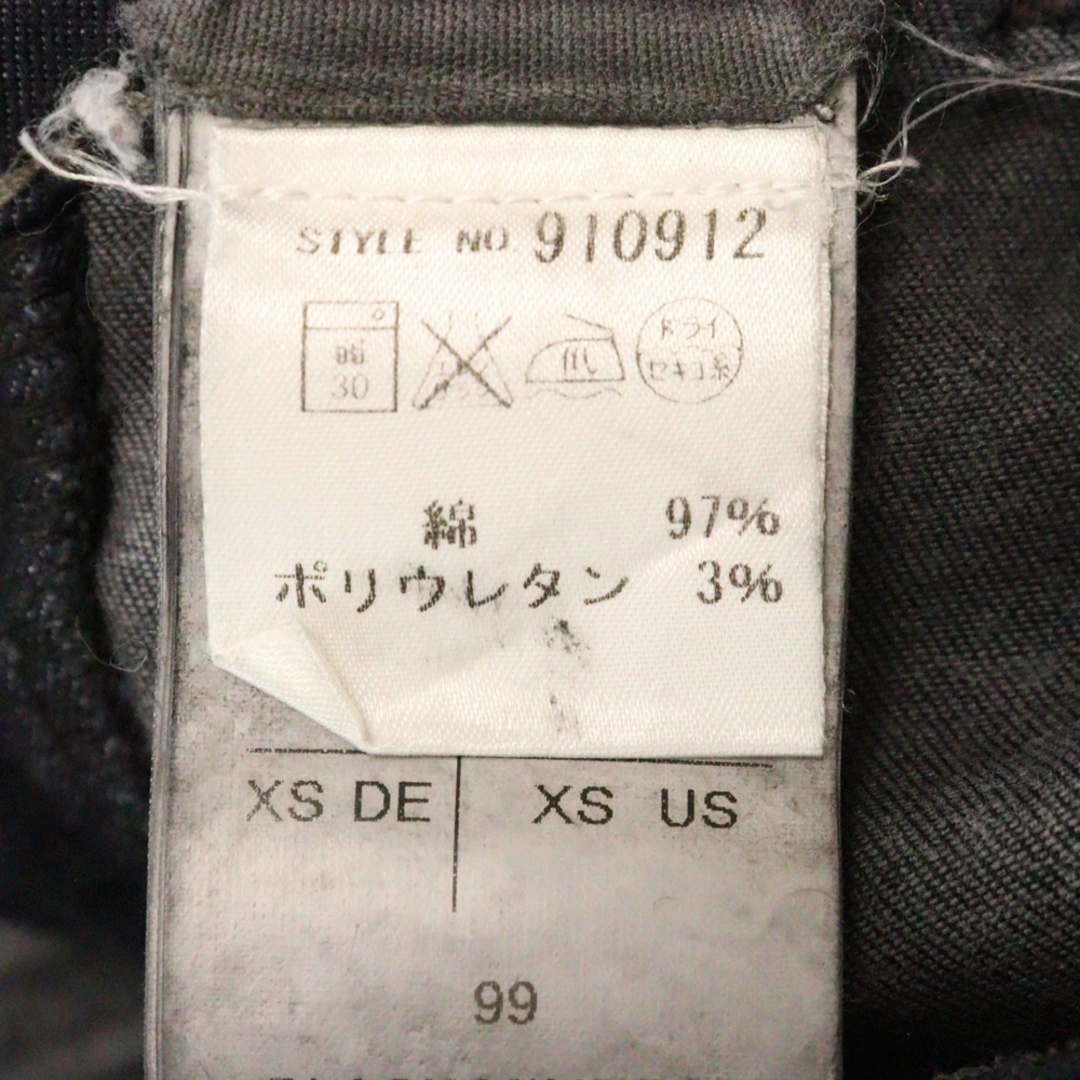 STYLE NO 910912
30 低 ドライ
セキユ系
綿 97%
ポリウレタン 3%
XS DE XS US
99